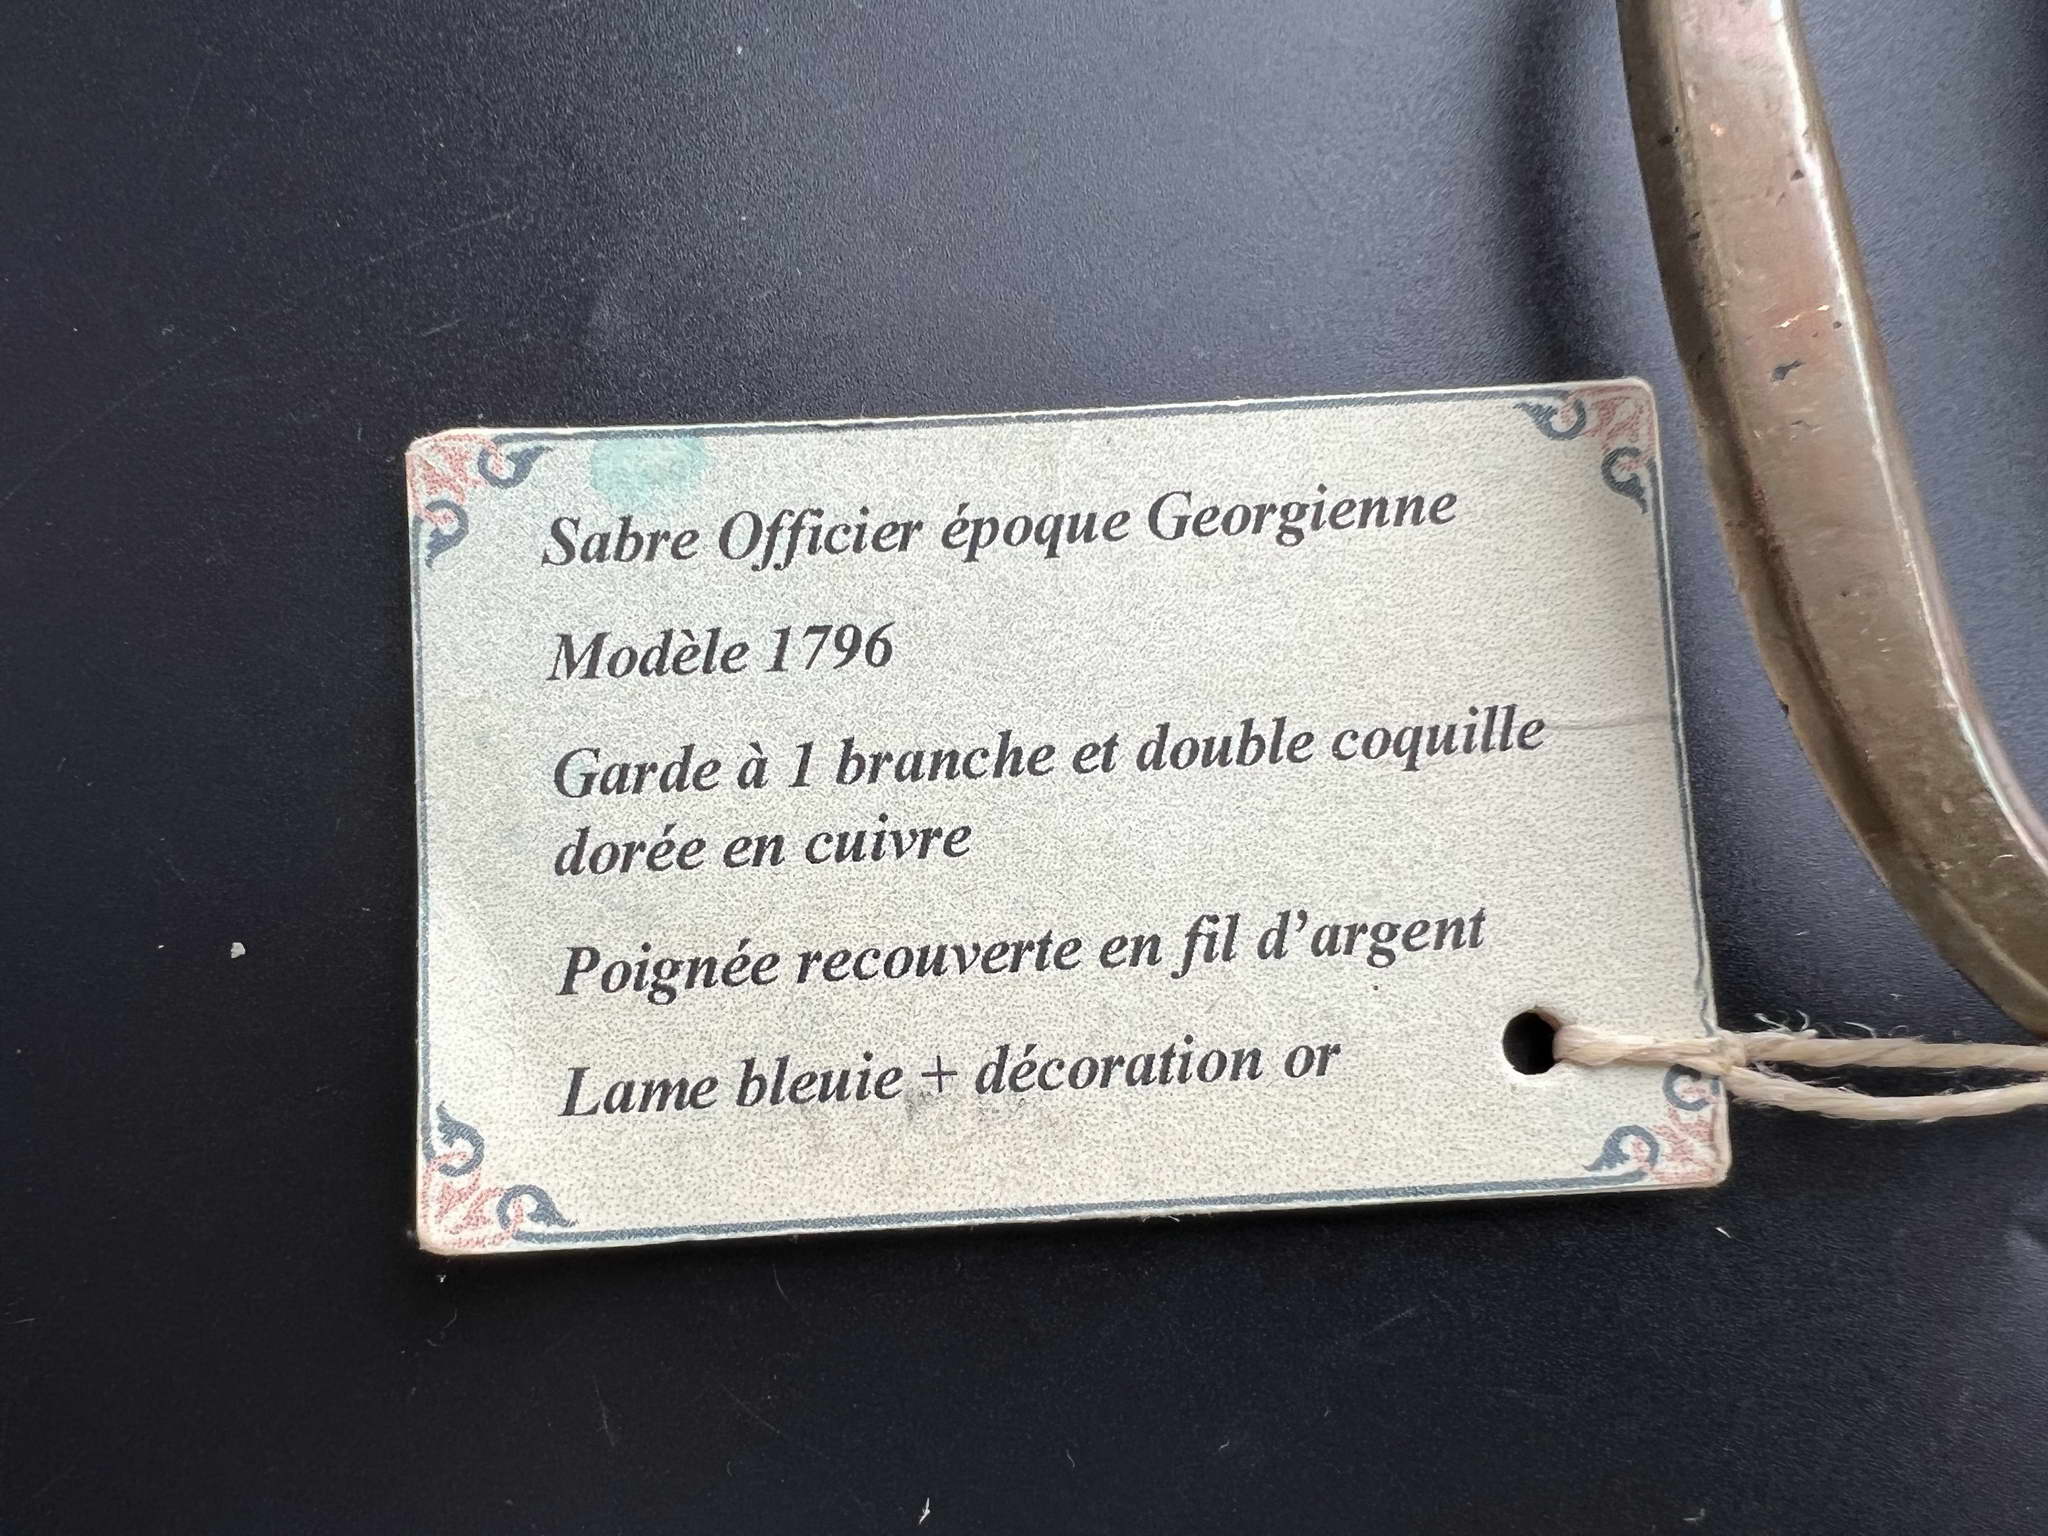 Sabre Officier époque Georgienne
Modèle 1796
Garde à 1 branche et double coquille
dorée en cuivre
Poignée recouverte en fil d’argent
Lame bleuie + décoration or